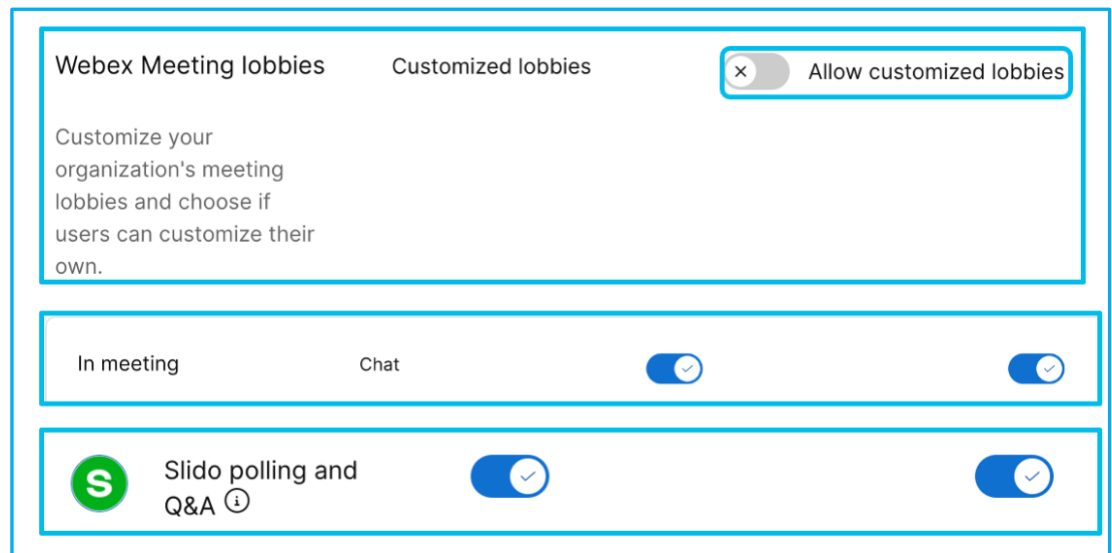 Webex Meeting lobbies Customized lobbies Allow customized lobbies
Customize your
organization's meeting
lobbies and choose if
users can customize their
own.
In meeting Chat
S Slido polling and
Q&A